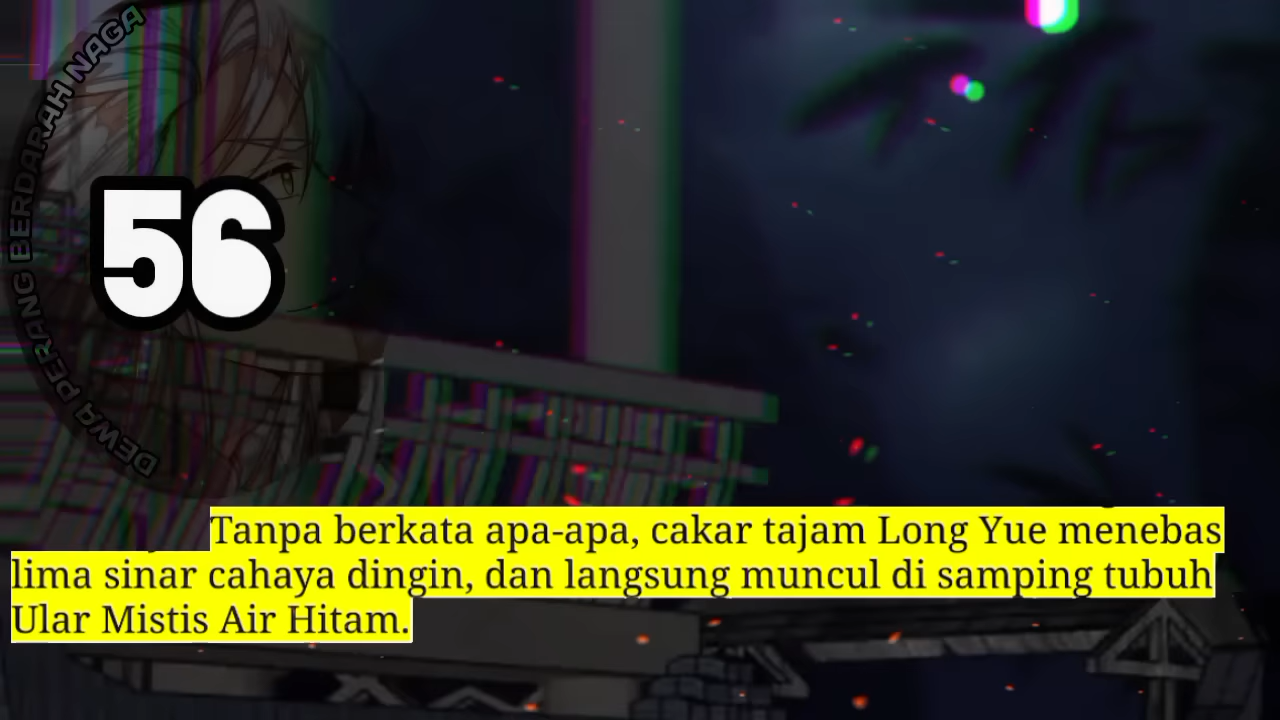 DEWA PERANG BERDARAH NAGA
56
Tanpa berkata apa-apa, cakar tajam Long Yue menebas
lima sinar cahaya dingin, dan langsung muncul di samping tubuh
Ular Mistis Air Hitam.